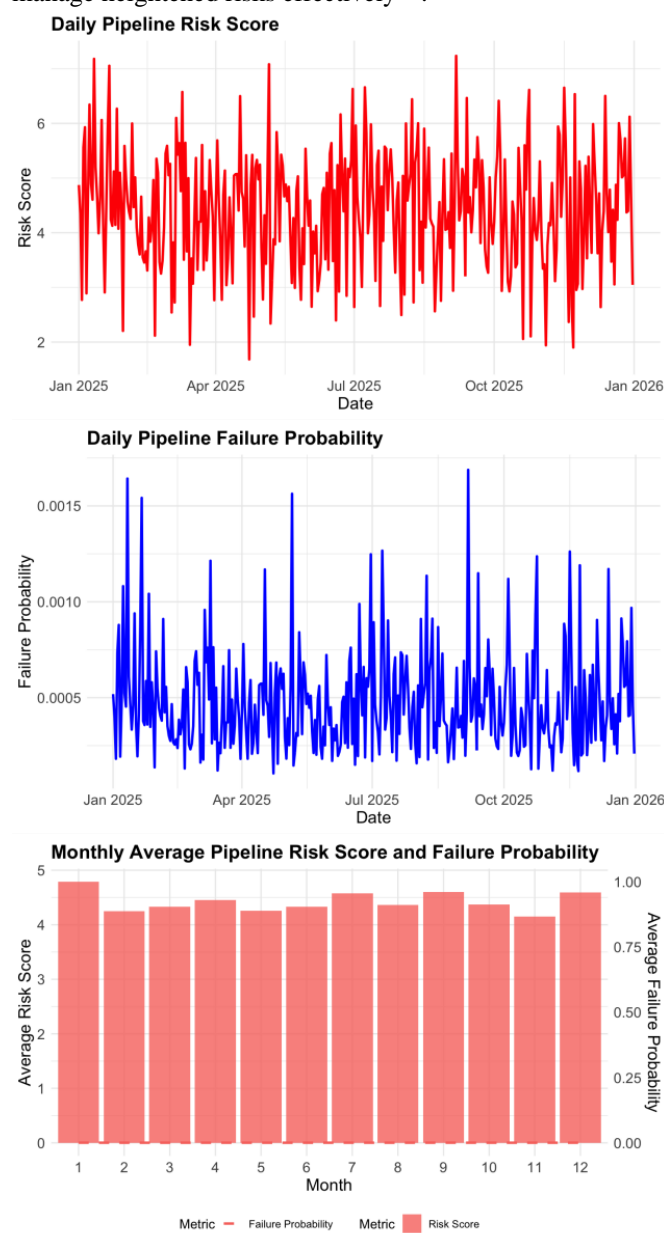 Daily Pipeline Risk Score
6
4
2
Risk Score
Jan 2025 Apr 2025 Jul 2025 Oct 2025 Jan 2026
Date
Daily Pipeline Failure Probability
0.0015
0.0010
0.0005
Failure Probability
Jan 2025 Apr 2025 Jul 2025 Oct 2025 Jan 2026
Date
Monthly Average Pipeline Risk Score and Failure Probability
5
4
3
2
1
0
Average Risk Score
1.00
0.75
0.50
0.25
0.00
Average Failure Probability
1 2 3 4 5 6 7 8 9 10 11 12
Month
Metric Failure Probability Metric Risk Score